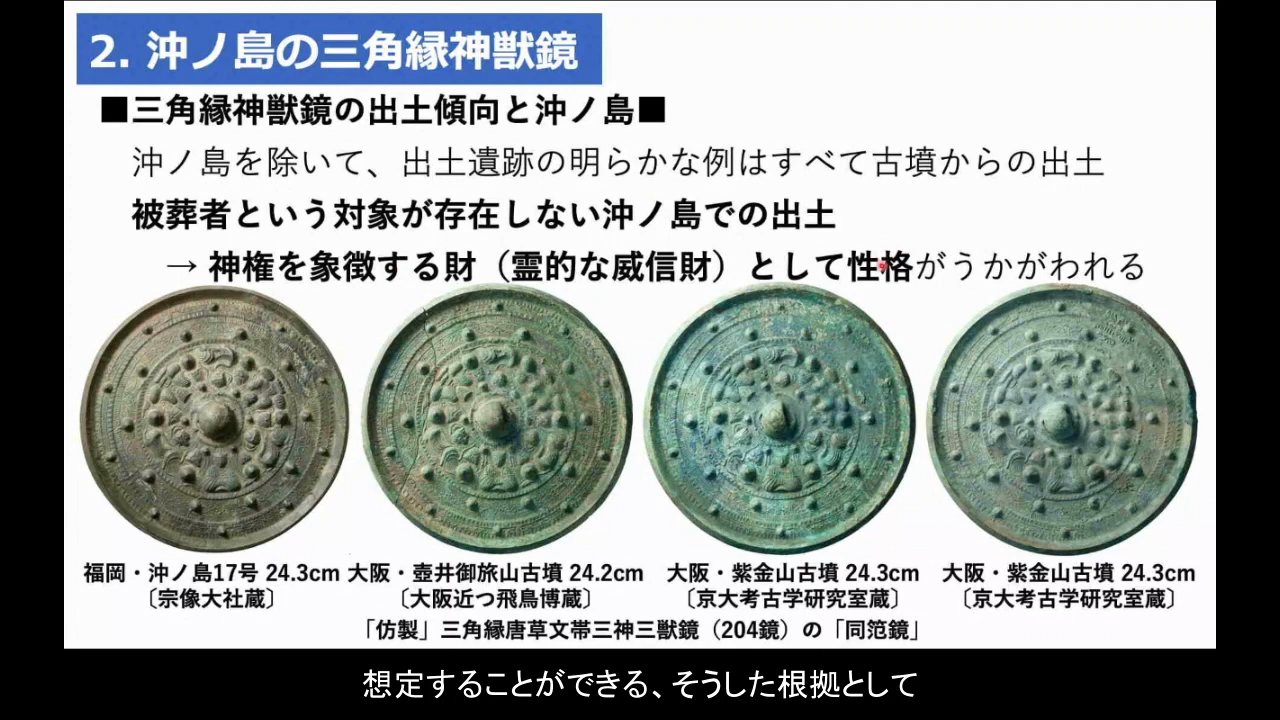 2. 沖ノ島の三角縁神獣鏡
■三角縁神獣鏡の出土傾向と沖ノ島■
沖ノ島を除いて、出土遺跡の明らかな例はすべて古墳からの出土
被葬者という対象が存在しない沖ノ島での出土
→ 神権を象徴する財（霊的な威信財）として性格がうかがわれる
福岡・沖ノ島17号 24.3cm
〔宗像大社蔵〕
大阪・壺井御旅山古墳 24.2cm
〔大阪近つ飛鳥博蔵〕
大阪・紫金山古墳 24.3cm
〔京大考古学研究室蔵〕
大阪・紫金山古墳 24.3cm
〔京大考古学研究室蔵〕
「仿製」三角縁唐草文帯三神三獣鏡（204鏡）の「同笵鏡」
想定することができる、そうした根拠として